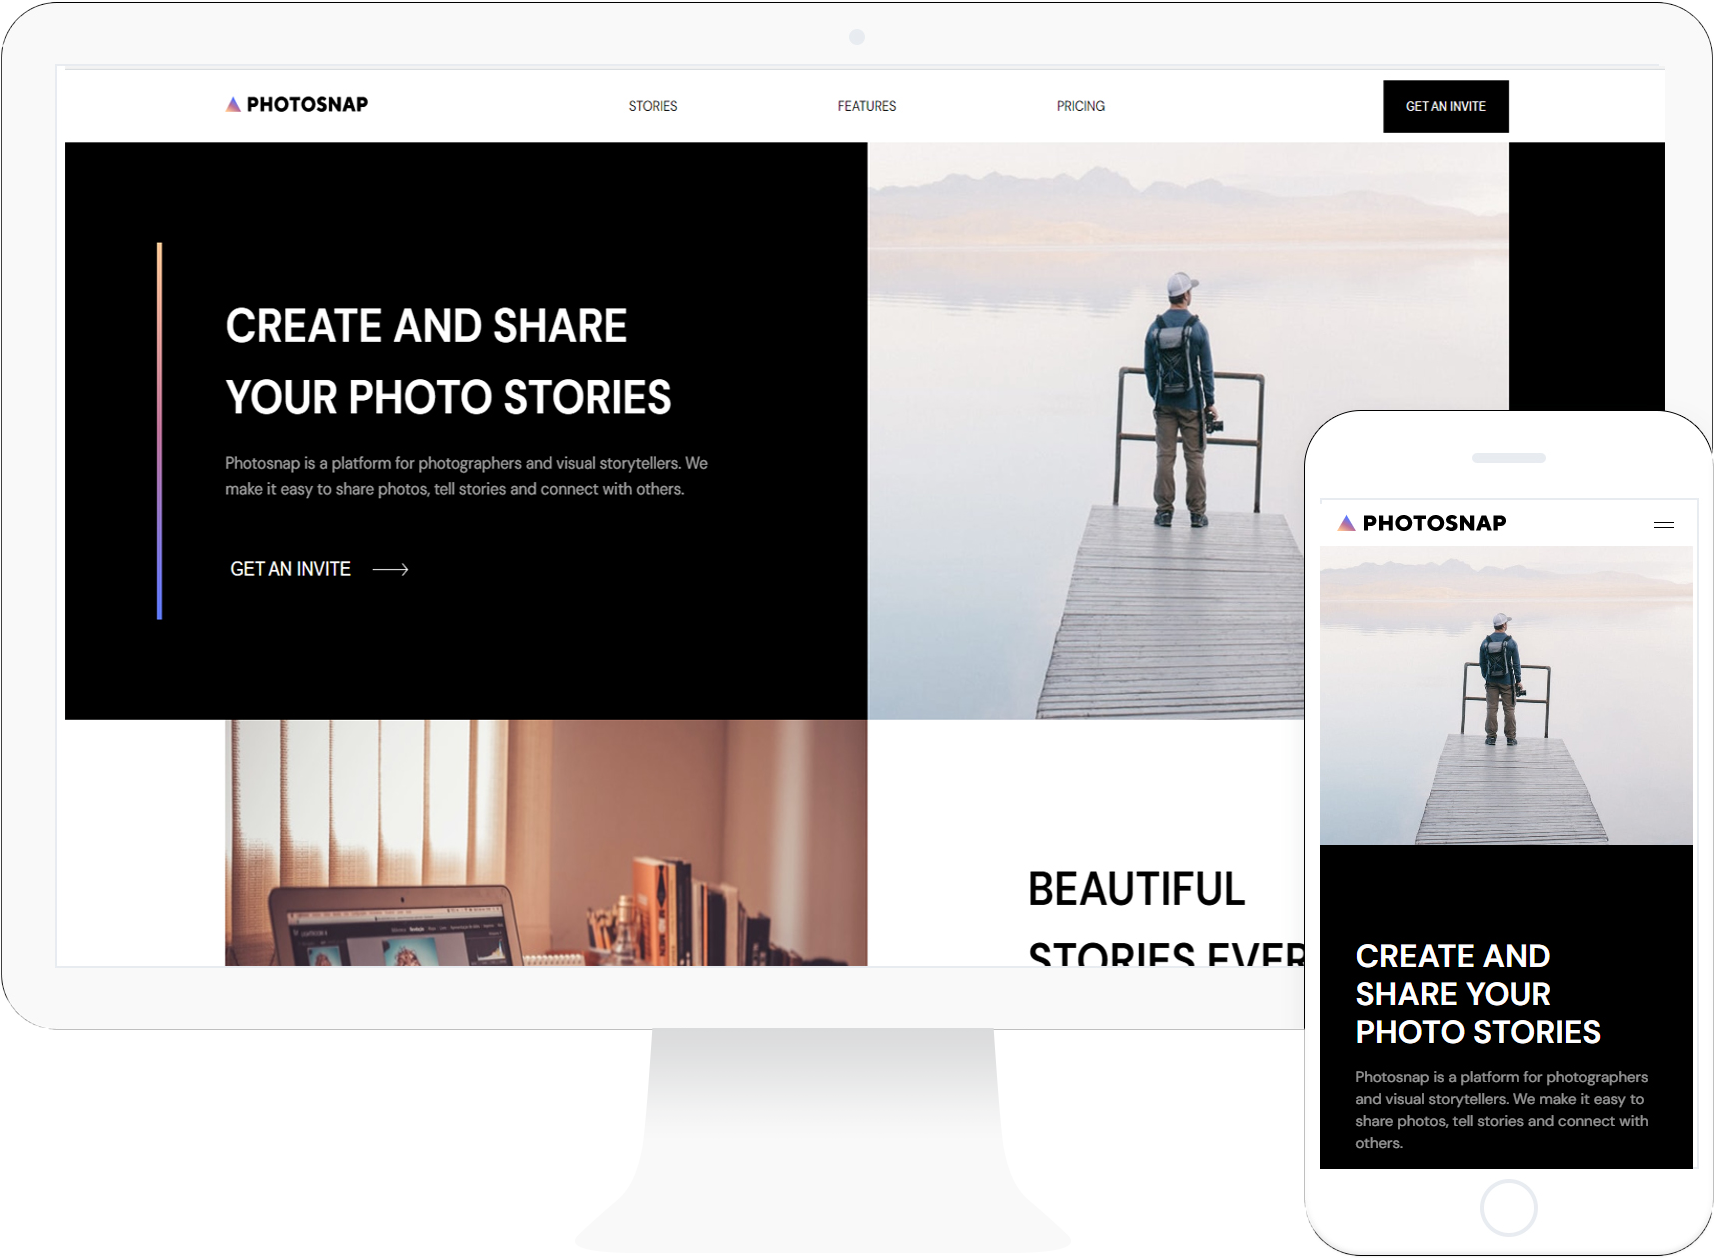 PHOTOSNAP
STORIES
FEATURES
PRICING
GET AN INVITE
CREATE AND SHARE
YOUR PHOTO STORIES
Photosnap is a platform for photographers and visual storytellers. We
make it easy to share photos, tell stories and connect with others.
GET AN INVITE
BEAUTIFUL
STORIES EVER
PHOTOSNAP
CREATE AND
SHARE YOUR
PHOTO STORIES
Photosnap is a platform for photographers
and visual storytellers. We make it easy to
share photos, tell stories and connect with
others.